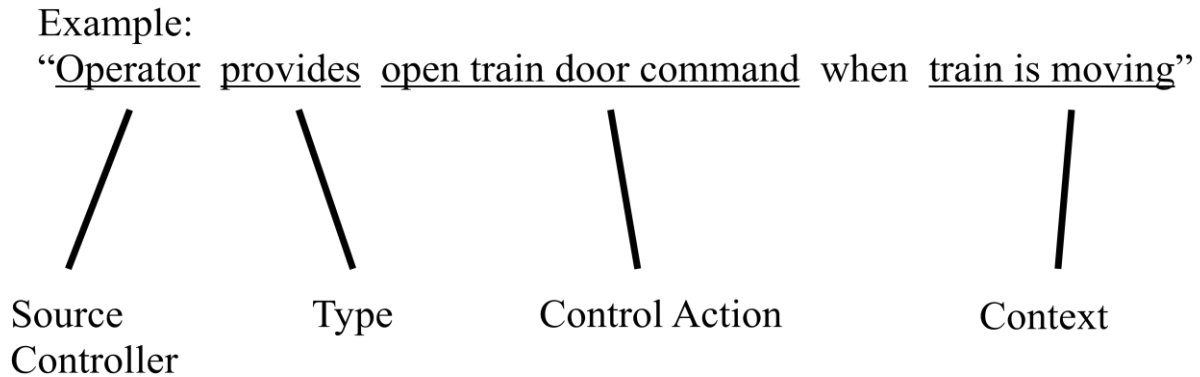 Example:
“Operator provides open train door command when train is moving”
Source Type Control Action Context
Controller